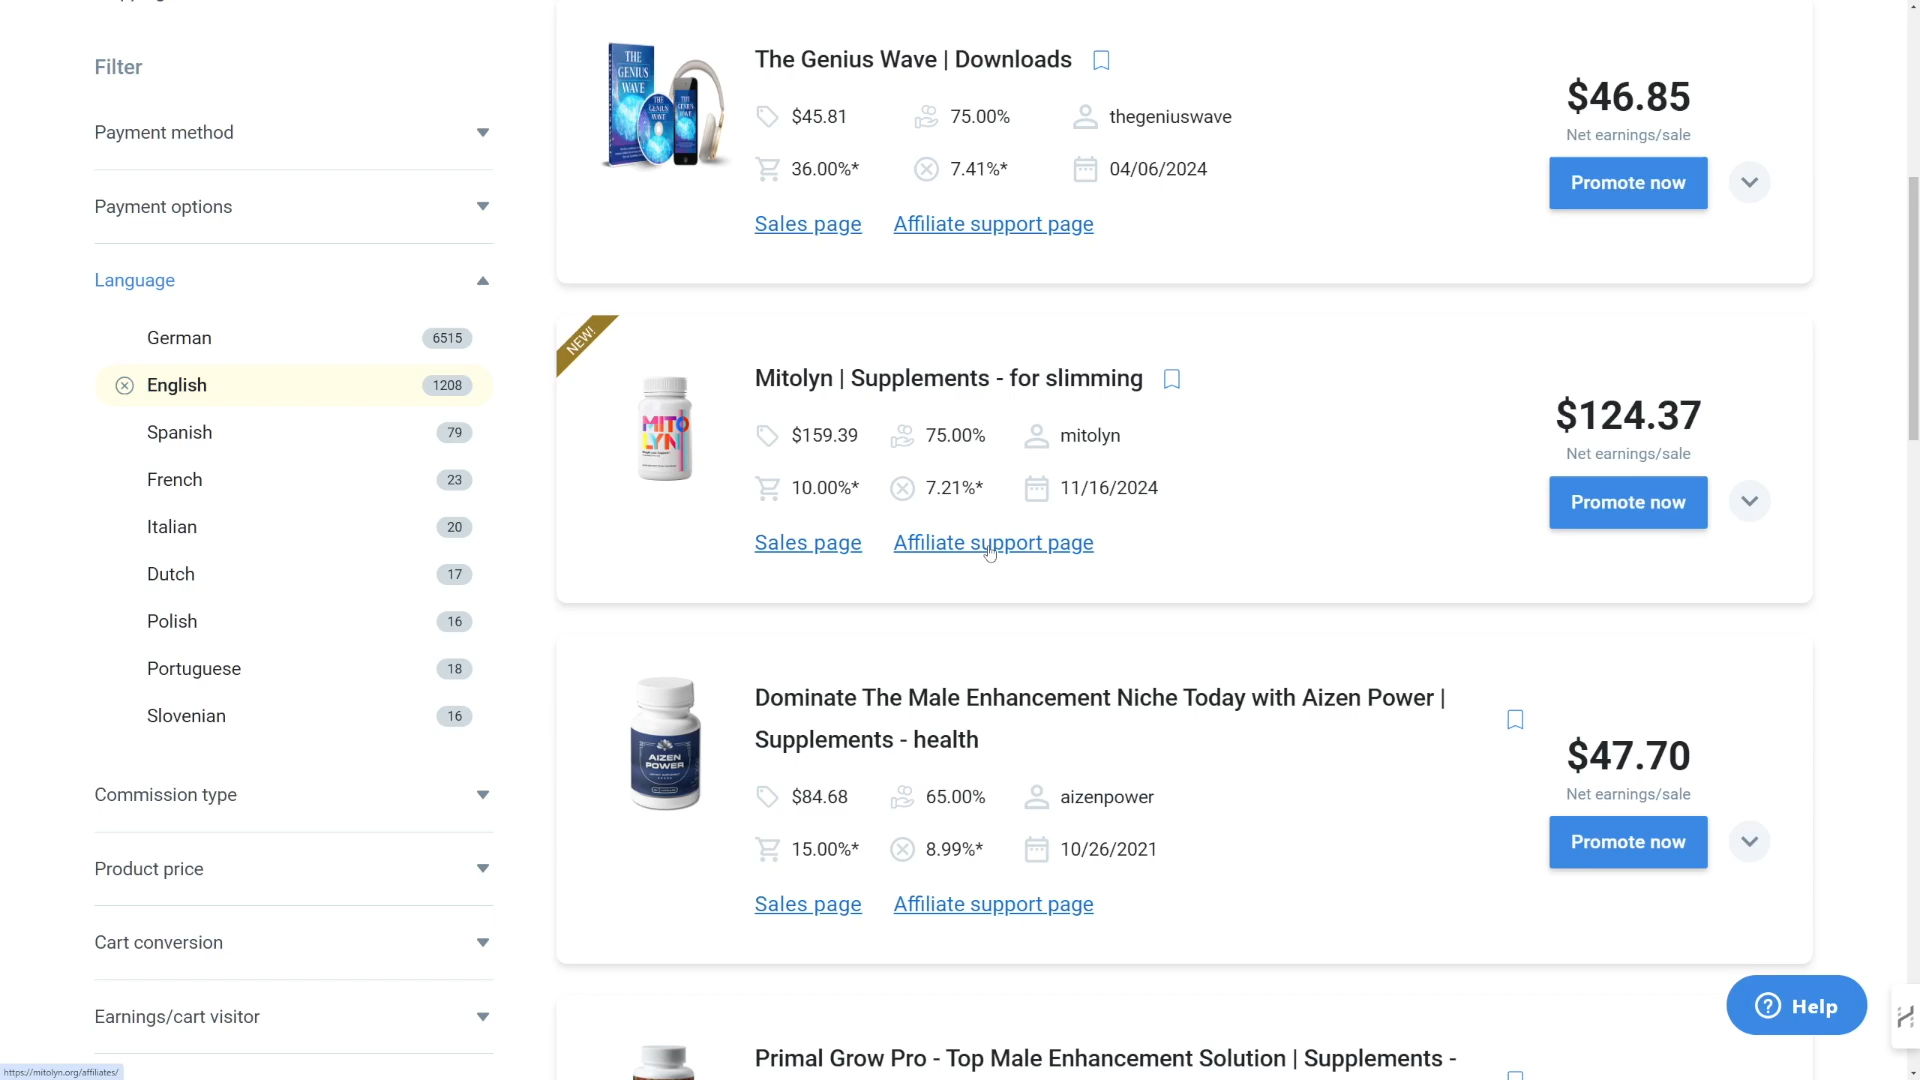 Filter
Payment method
Payment options
Language
German 6515
English 1208
Spanish 79
French 23
Italian 20
Dutch 17
Polish 16
Portuguese 18
Slovenian 16
Commission type
Product price
Cart conversion
Earnings/cart visitor
https://mitolyn.org/affiliates/
THE
GENIUS
WAVE
The Genius Wave | Downloads
$45.81 75.00% thegeniuswave
36.00%* 7.41%* 04/06/2024
Sales page Affiliate support page
$46.85
Net earnings/sale
Promote now
NEW!
MITO
LYN
Mitolyn | Supplements - for slimming
$159.39 75.00% mitolyn
10.00%* 7.21%* 11/16/2024
Sales page Affiliate support page
$124.37
Net earnings/sale
Promote now
AIZEN
POWER
Dominate The Male Enhancement Niche Today with Aizen Power |
Supplements - health
$84.68 65.00% aizenpower
15.00%* 8.99%* 10/26/2021
Sales page Affiliate support page
$47.70
Net earnings/sale
Promote now
Primal Grow Pro - Top Male Enhancement Solution | Supplements -
Help